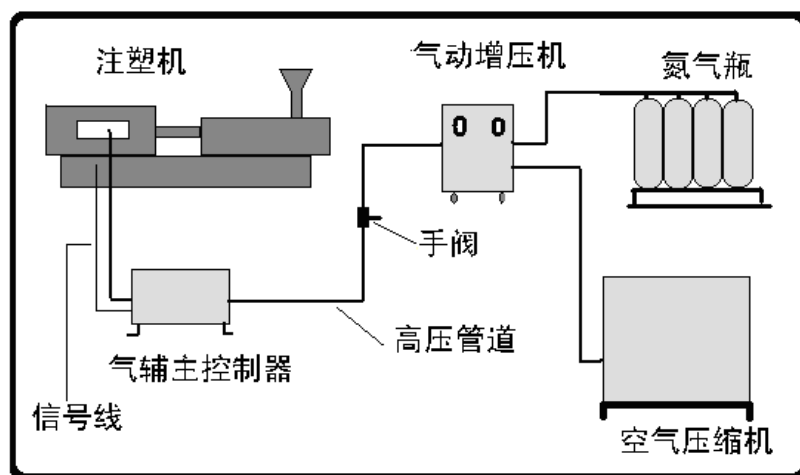 注塑机
气动增压机
氮气瓶
手阀
高压管道
气辅主控制器
信号线
空气压缩机